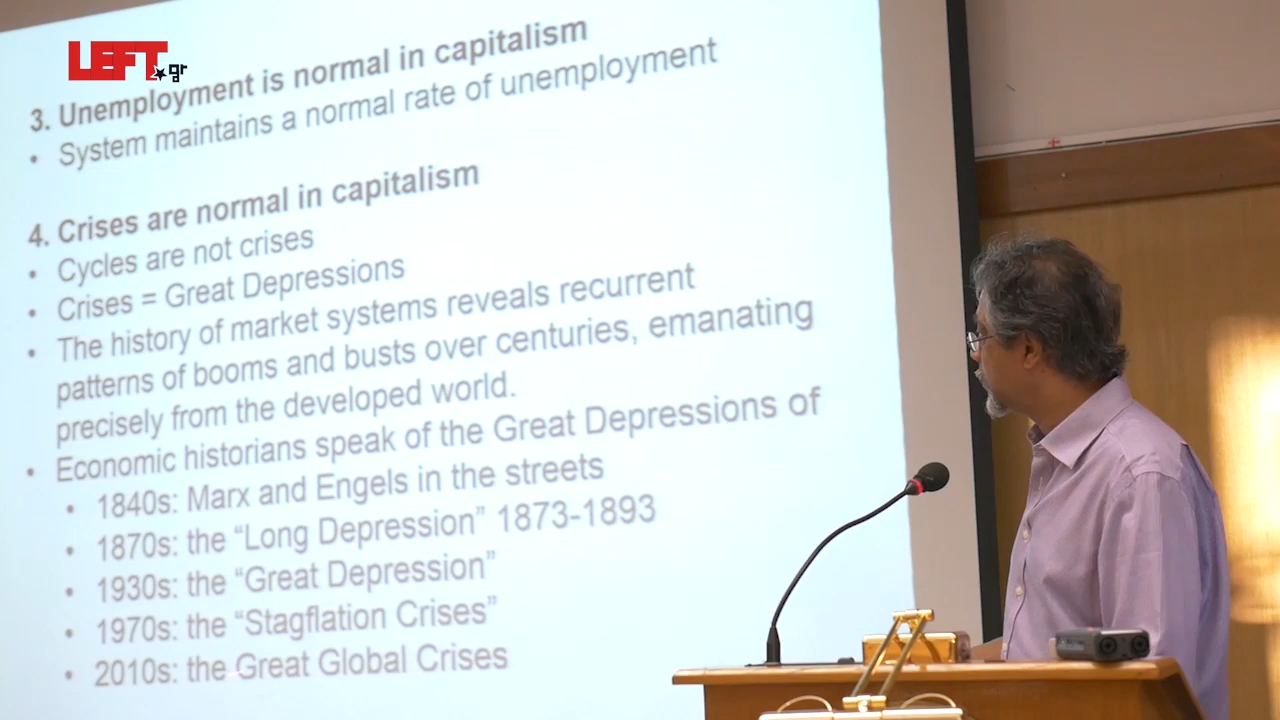 LEFT.gr
3. Unemployment is normal in capitalism
• System maintains a normal rate of unemployment
4. Crises are normal in capitalism
• Cycles are not crises
• Crises = Great Depressions
• The history of market systems reveals recurrent
patterns of booms and busts over centuries, emanating
precisely from the developed world.
• Economic historians speak of the Great Depressions of
• 1840s: Marx and Engels in the streets
• 1870s: the “Long Depression” 1873-1893
• 1930s: the “Great Depression”
• 1970s: the “Stagflation Crises”
• 2010s: the Great Global Crises